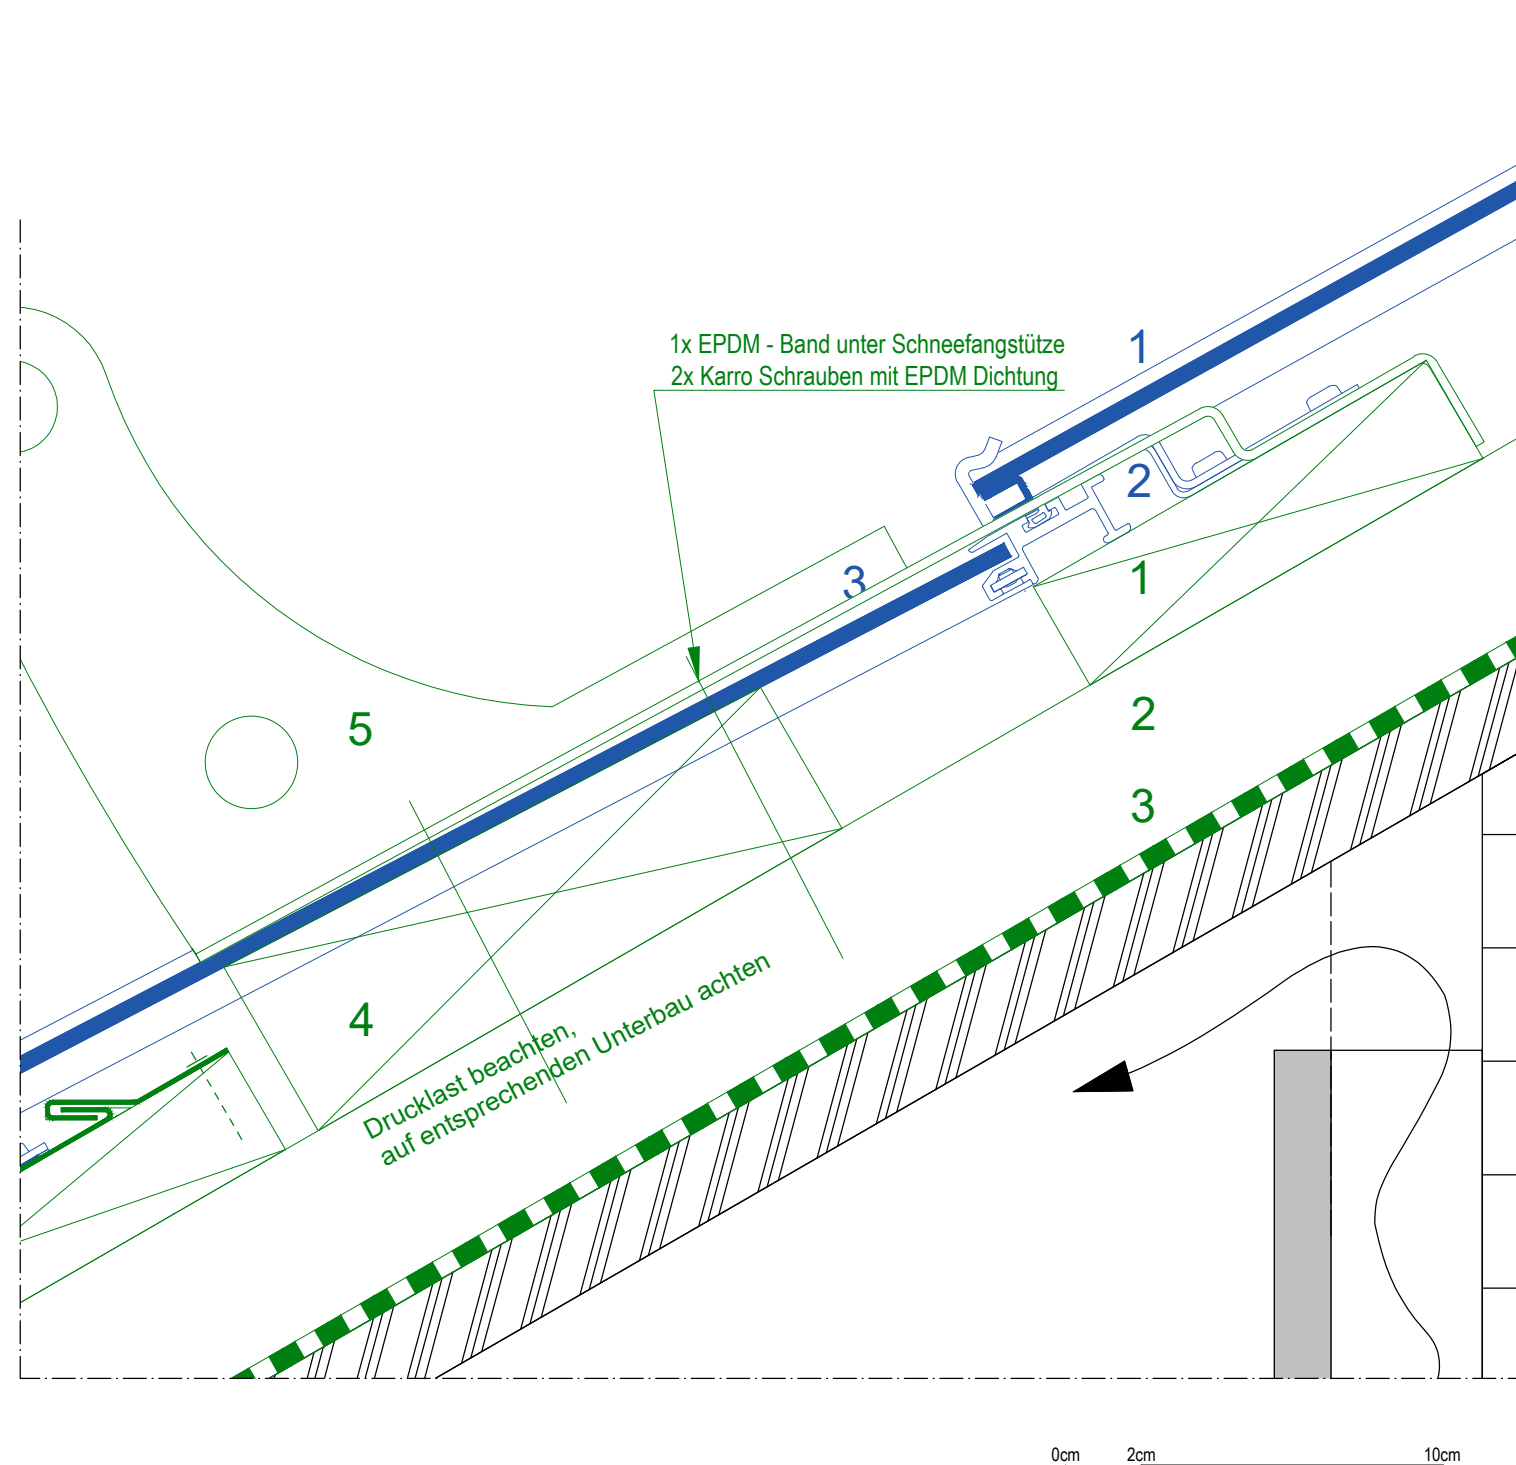 1x EPDM - Band unter Schneefangstütze
2x Karro Schrauben mit EPDM Dichtung
1
2
3
1
2
3
5
4
Drucklast beachten,
auf entsprechenden Unterbau achten
0cm 2cm 10cm